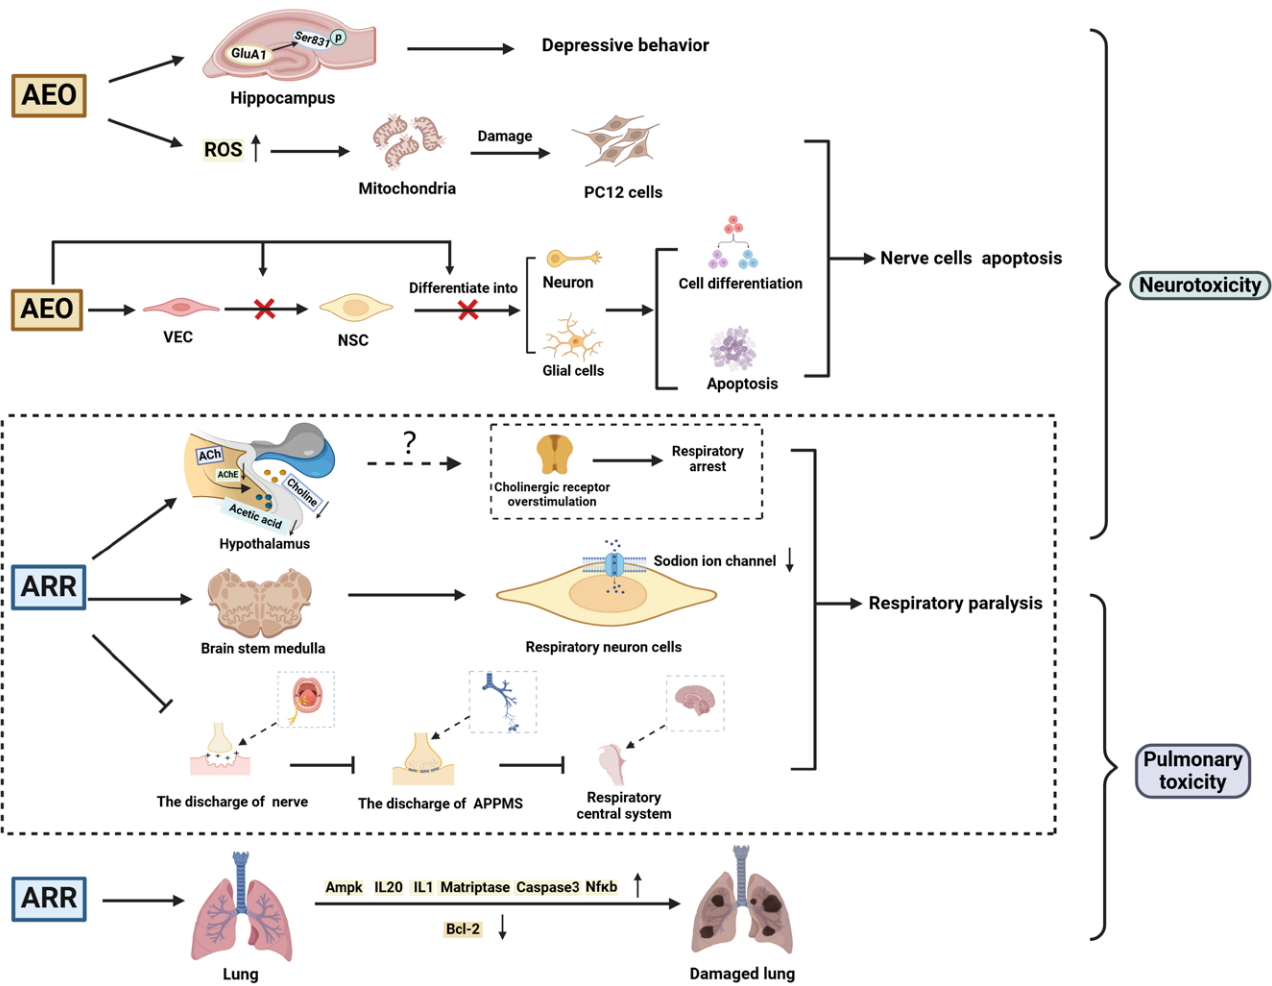 AEO
GluA1
Ser831
p
Hippocampus
Depressive behavior
ROS
Mitochondria
Damage
PC12 cells
AEO
VEC
NSC
Differentiate into
Neuron
Glial cells
Cell differentiation
Apoptosis
Nerve cells apoptosis
Neurotoxicity
ARR
ACh
AChE
Choline
Acetic acid
Hypothalamus
?
Cholinergic receptor
overstimulation
Respiratory
arrest
Brain stem medulla
Sodion ion channel
Respiratory neuron cells
Respiratory paralysis
The discharge of nerve
The discharge of APPMS
Respiratory
central system
Pulmonary
toxicity
ARR
Lung
Ampk IL20 IL1 Matriptase Caspase3 Nfκb
Bcl-2
Damaged lung